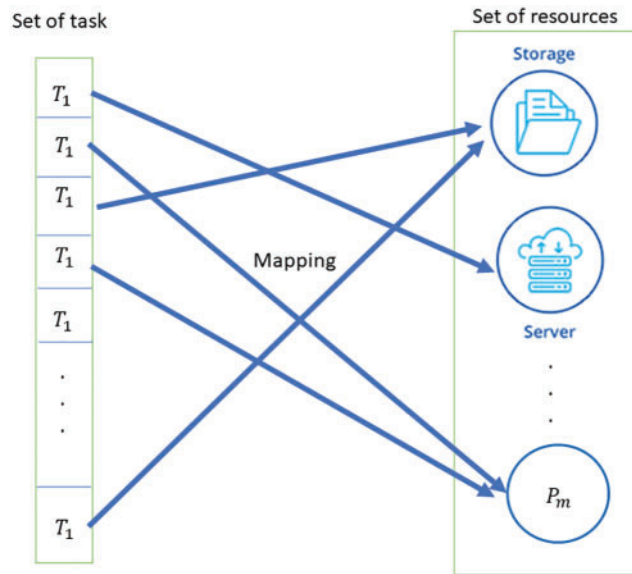 Set of task
Set of resources
T₁
T₁
T₁
T₁
T₁
.
.
.
T₁
Mapping
Storage
Server
.
.
.
Pₘ